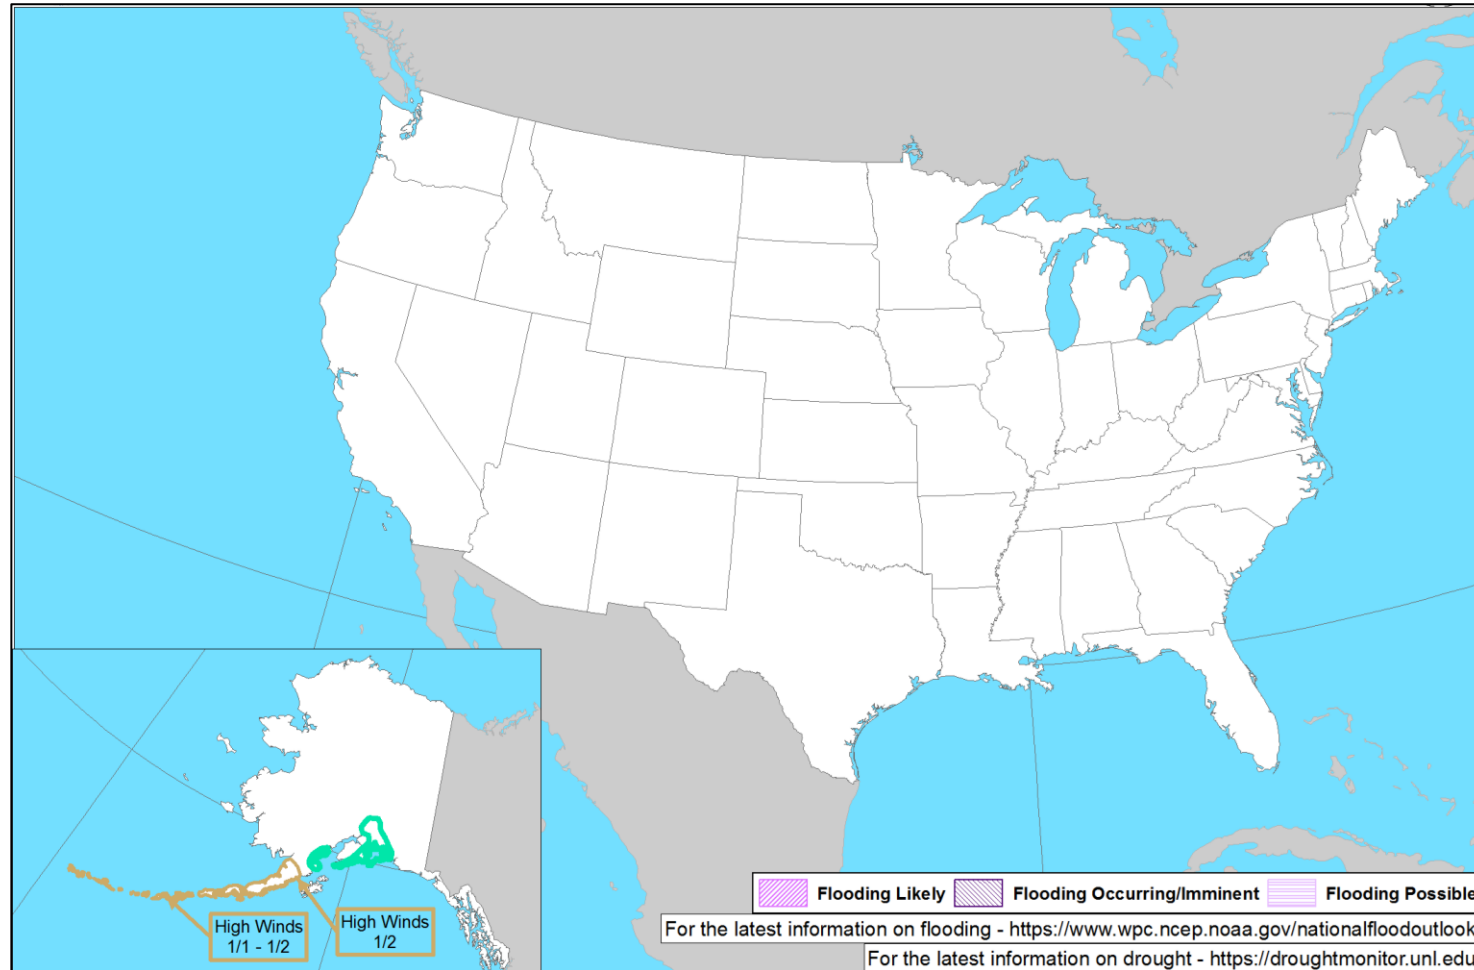 High Winds
1/1 - 1/2
High Winds
1/2
Flooding Likely
Flooding Occurring/Imminent
Flooding Possible
For the latest information on flooding - https://www.wpc.ncep.noaa.gov/nationalfloodoutlook
For the latest information on drought - https://droughtmonitor.unl.edu